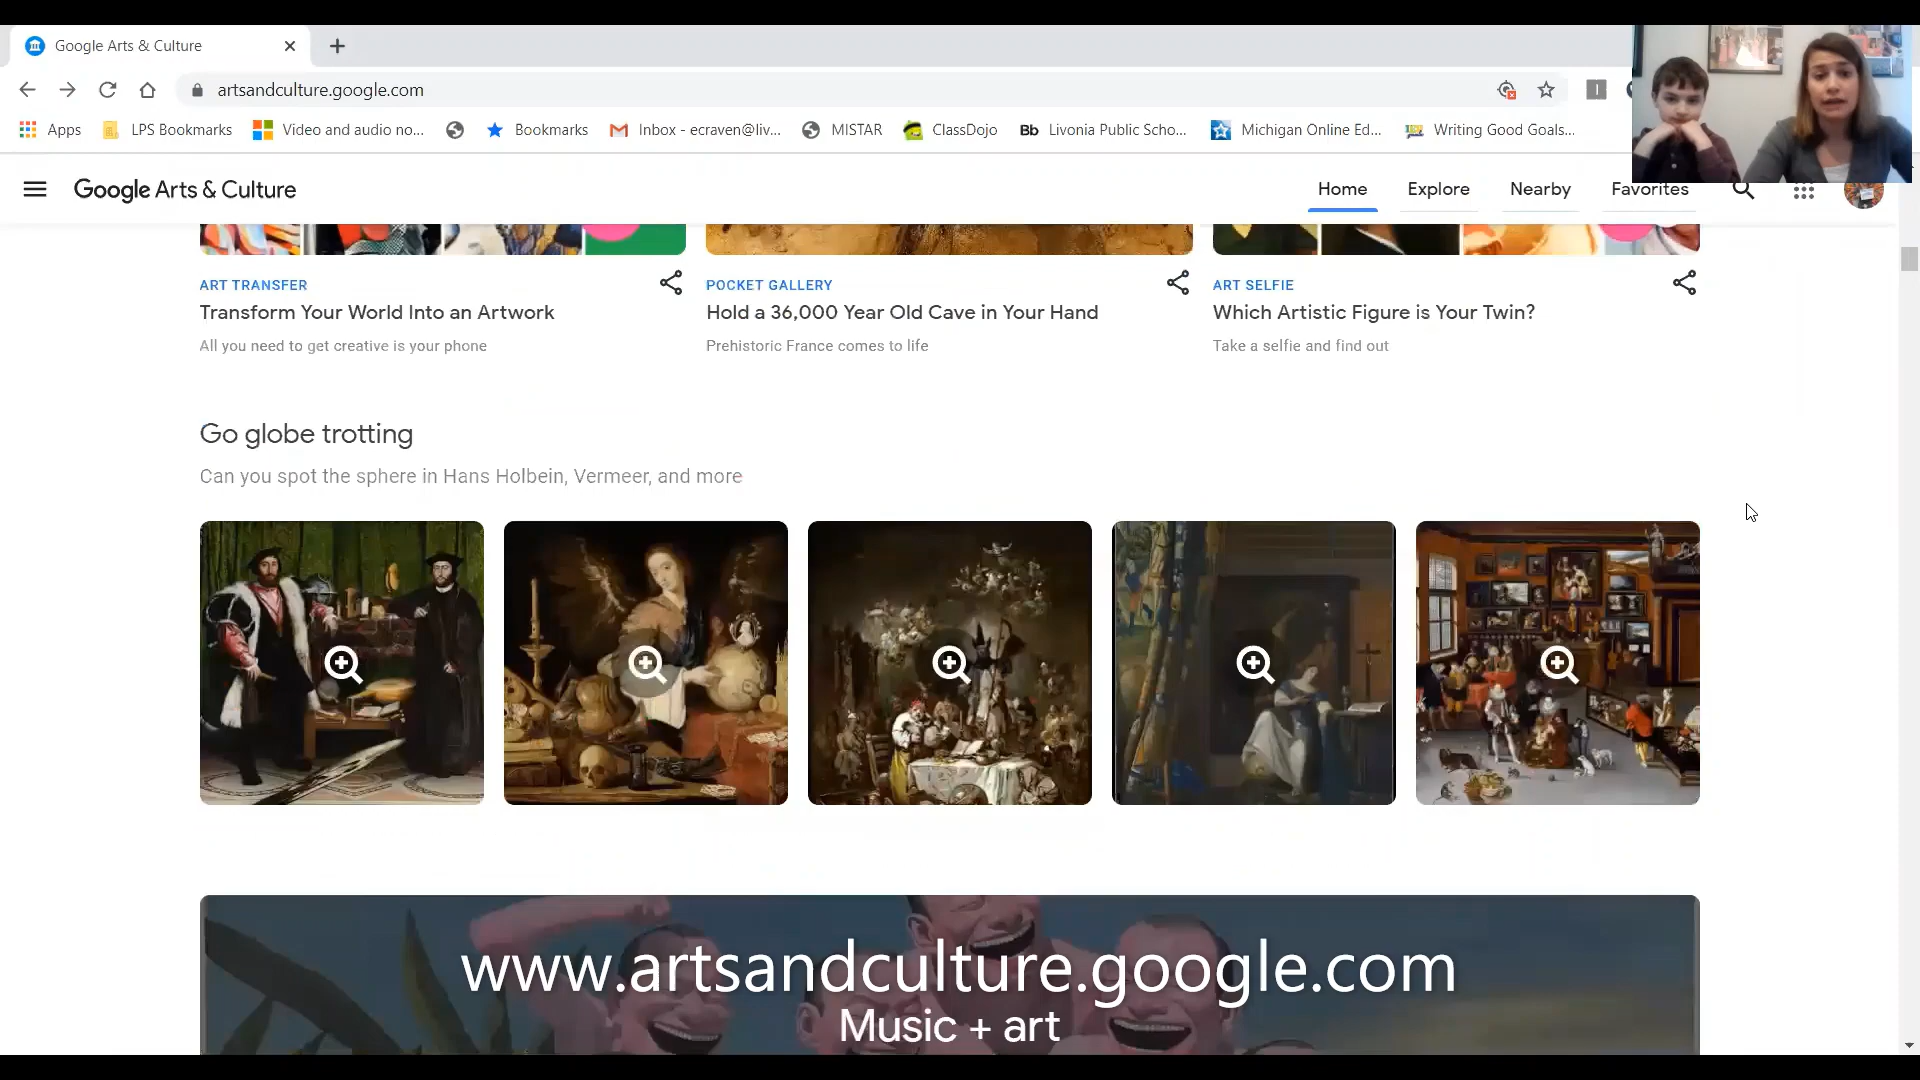 Google Arts & Culture
artsandculture.google.com
Apps LPS Bookmarks Video and audio no... Bookmarks Inbox - ecraven@liv... MISTAR ClassDojo Bb Livonia Public Scho... Michigan Online Ed... Writing Good Goals...
Google Arts & Culture Home Explore Nearby Favorites
ART TRANSFER
Transform Your World Into an Artwork
All you need to get creative is your phone
POCKET GALLERY
Hold a 36,000 Year Old Cave in Your Hand
Prehistoric France comes to life
ART SELFIE
Which Artistic Figure is Your Twin?
Take a selfie and find out
Go globe trotting
Can you spot the sphere in Hans Holbein, Vermeer, and more
www.artsandculture.google.com
Music + art